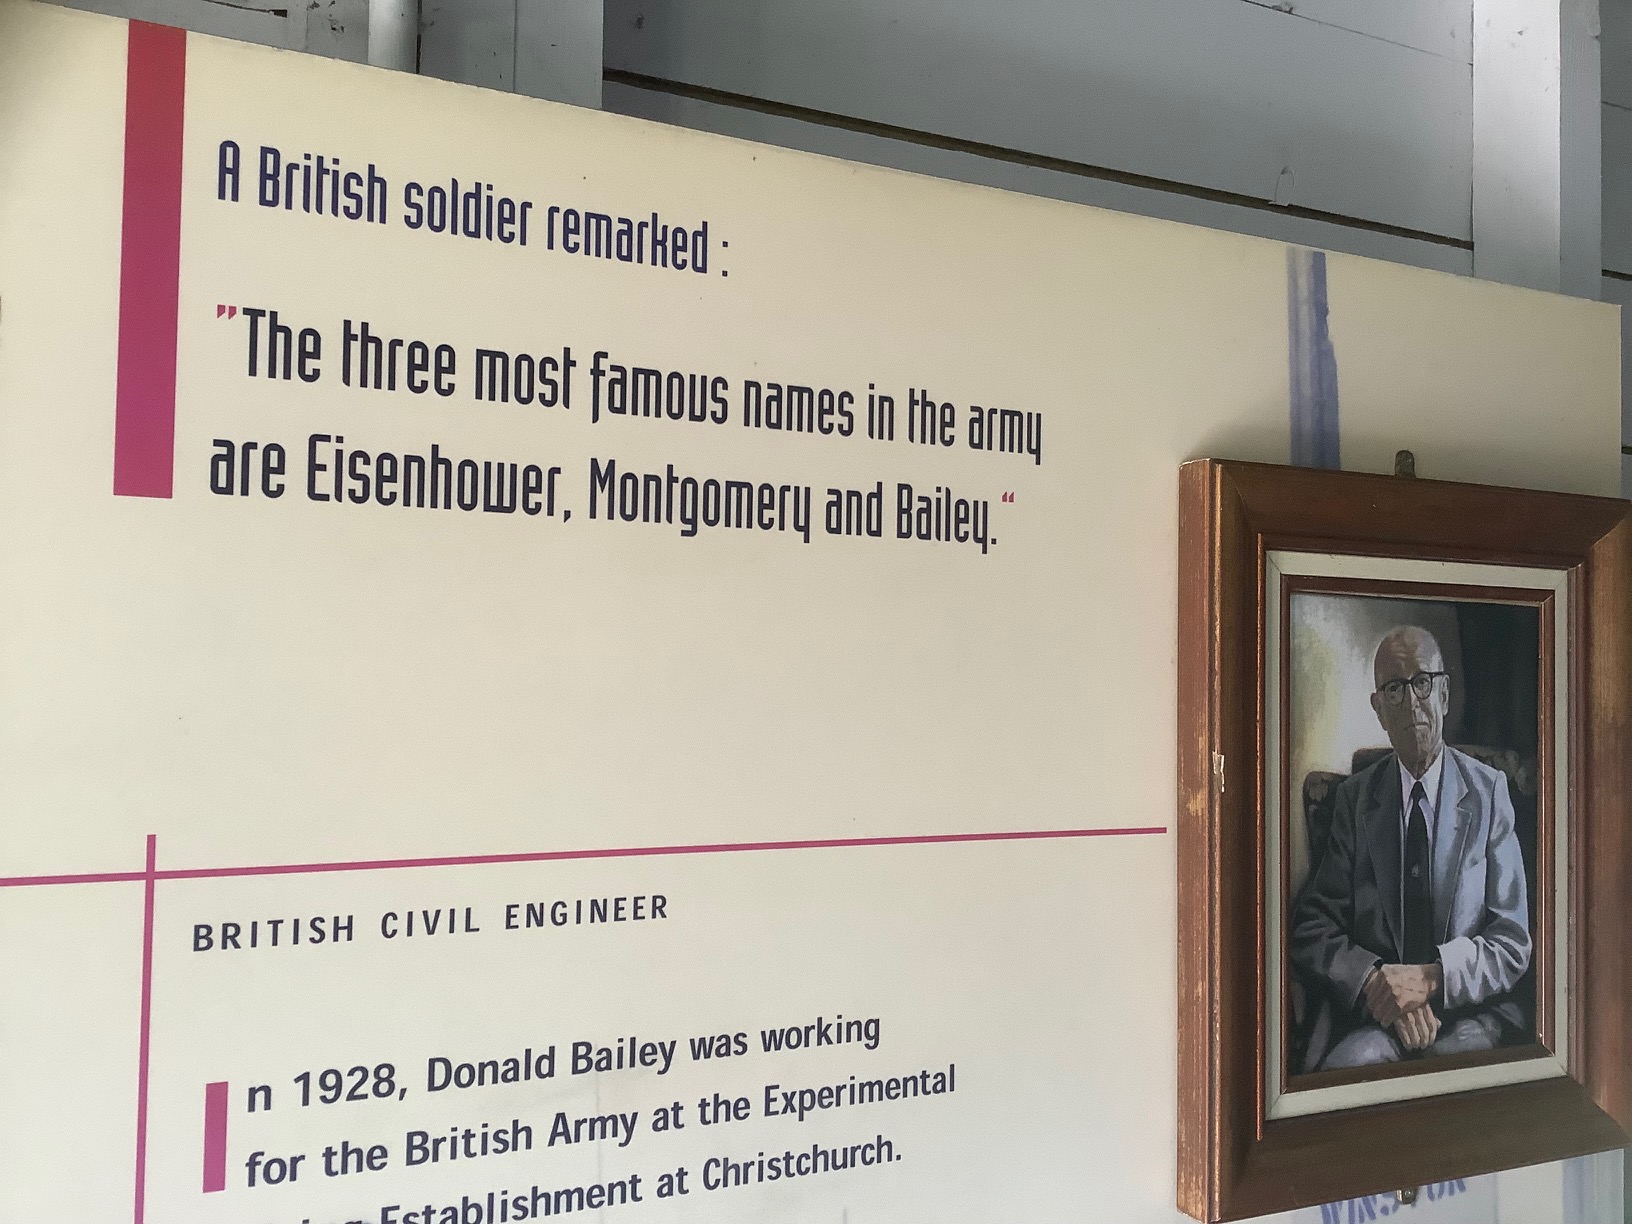 A British soldier remarked :
"The three most famous names in the army
are Eisenhower, Montgomery and Bailey."
BRITISH CIVIL ENGINEER
In 1928, Donald Bailey was working
for the British Army at the Experimental
Establishment at Christchurch.